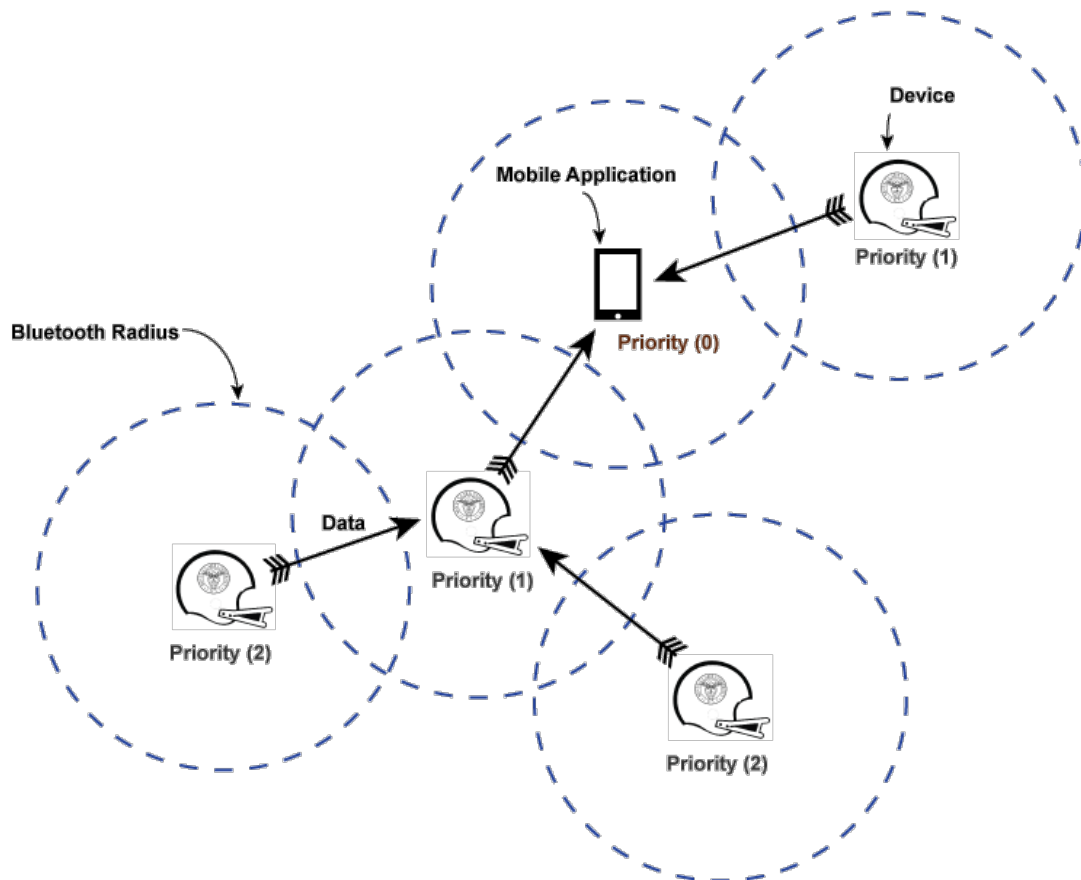 Device
Mobile Application
Priority (1)
Bluetooth Radius
Priority (0)
Data
Priority (1)
Priority (2)
Priority (2)